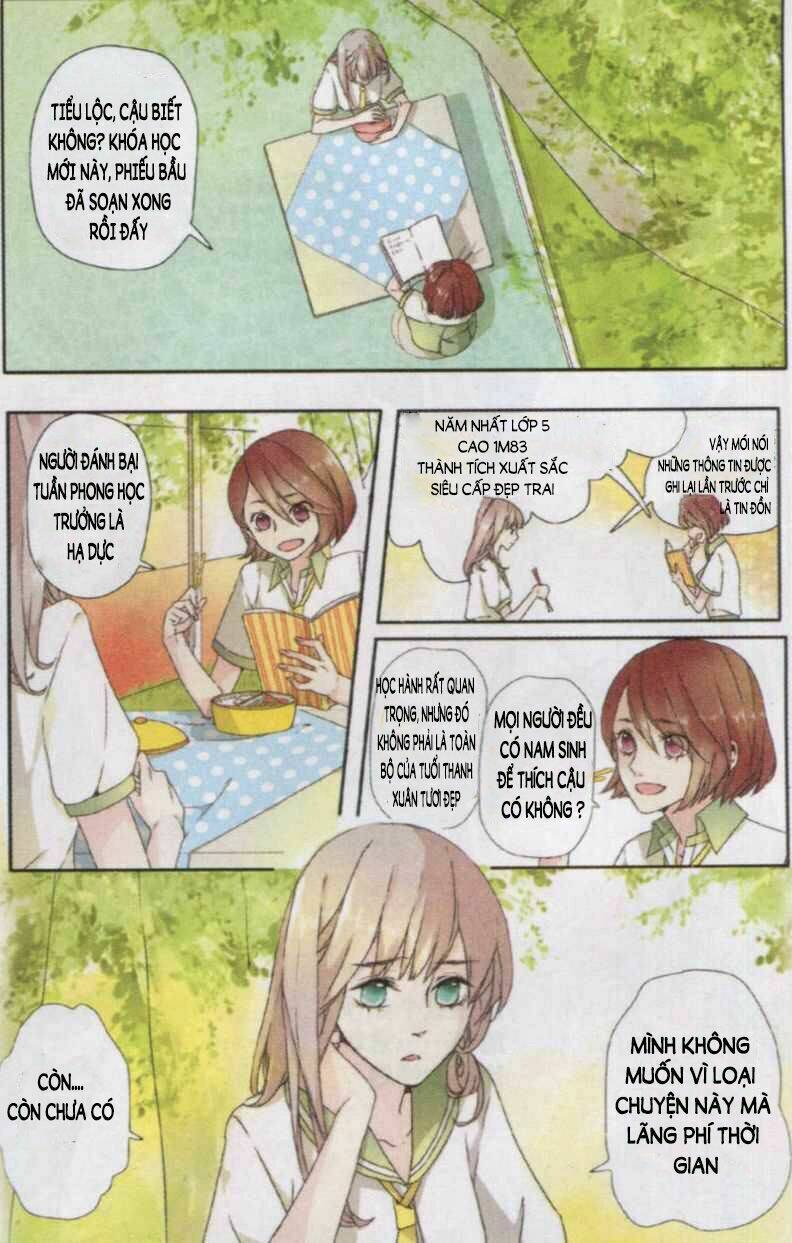 TIỂU LỘC, CẬU BIẾT
KHÔNG? KHÓA HỌC
MỚI NÀY, PHIẾU BẦU
ĐÃ SOẠN XONG
RỒI ĐẤY
NGƯỜI ĐÁNH BẠI
TUẤN PHONG HỌC
TRƯỞNG LÀ
HẠ DỰC
NĂM NHẤT LỚP 5
CAO 1M83
THÀNH TÍCH XUẤT SẮC
SIÊU CẤP ĐẸP TRAI
VẬY MÓI NÓI
NHỮNG THÔNG TIN ĐƯỢC
GHI LẠI LẦN TRƯỚC CHỈ
LÀ TIN ĐỒN
HỌC HÀNH RẤT QUAN
TRỌNG, NHƯNG ĐÓ
KHÔNG PHẢI LÀ TOÀN
BỘ CỦA TUỔI THANH
XUÂN TƯƠI ĐẸP
MỌI NGƯỜI ĐỀU
CÓ NAM SINH
ĐỂ THÍCH CẬU
CÓ KHÔNG ?
MÌNH KHÔNG
MUỐN VÌ LOẠI
CHUYỆN NÀY MÀ
LÃNG PHÍ THỜI
GIAN
CÒN....
CÒN CHƯA CÓ